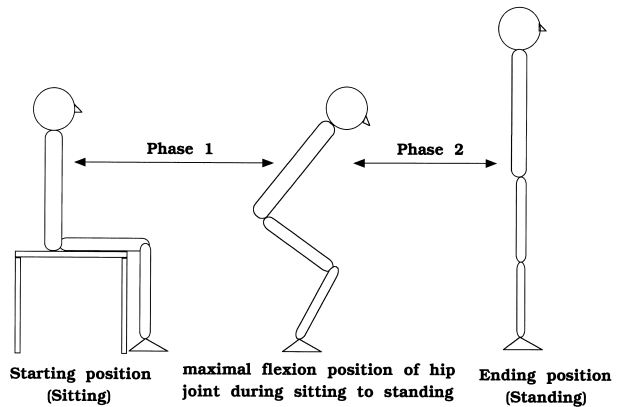 Phase 1
Phase 2
Starting position
(Sitting)
maximal flexion position of hip
joint during sitting to standing
Ending position
(Standing)